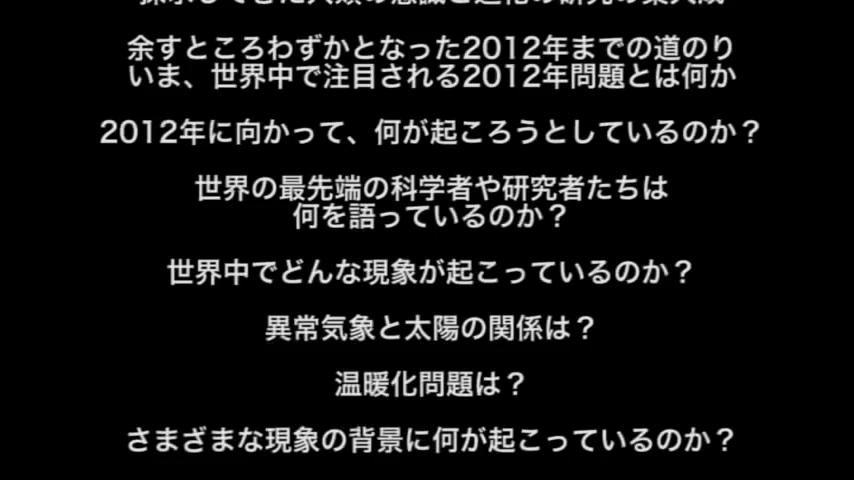 余すところわずかとなった2012年までの道のり
いま、世界中で注目される2012年問題とは何か
2012年に向かって、何が起ころうとしているのか？
世界の最先端の科学者や研究者たちは
何を語っているのか？
世界中でどんな現象が起こっているのか？
異常気象と太陽の関係は？
温暖化問題は？
さまざまな現象の背景に何が起こっているのか？